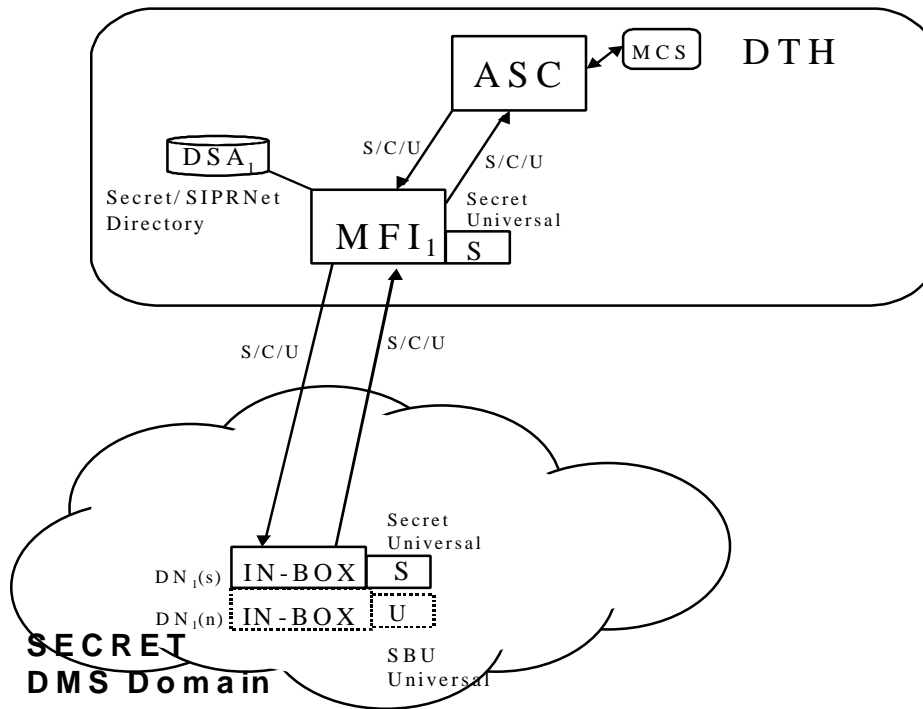 ASC
MCS
DTH
S/C/U
S/C/U
DSA1
Secret/SIPRNet
Directory
Secret
Universal
MFI1
S
S/C/U
S/C/U
Secret
Universal
DN1(s)
IN-BOX
S
DN1(n)
IN-BOX
U
SECRET
DMS Domain
SBU
Universal